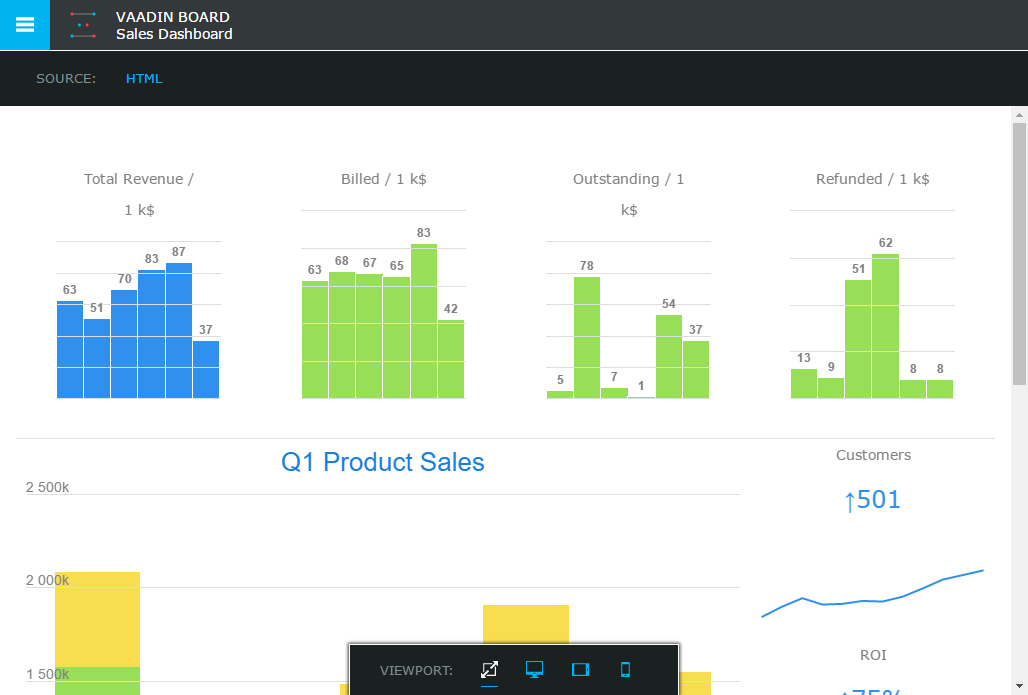 VAADIN BOARD
Sales Dashboard
SOURCE: HTML
Total Revenue /
1 k$
63 51 70 83 87 37
Billed / 1 k$
63 68 67 65 83 42
Outstanding / 1
k$
5 78 7 1 54 37
Refunded / 1 k$
13 9 51 62 8 8
Q1 Product Sales
2 500k
2 000k
1 500k
Customers
↑501
ROI
↑75%
VIEWPORT: